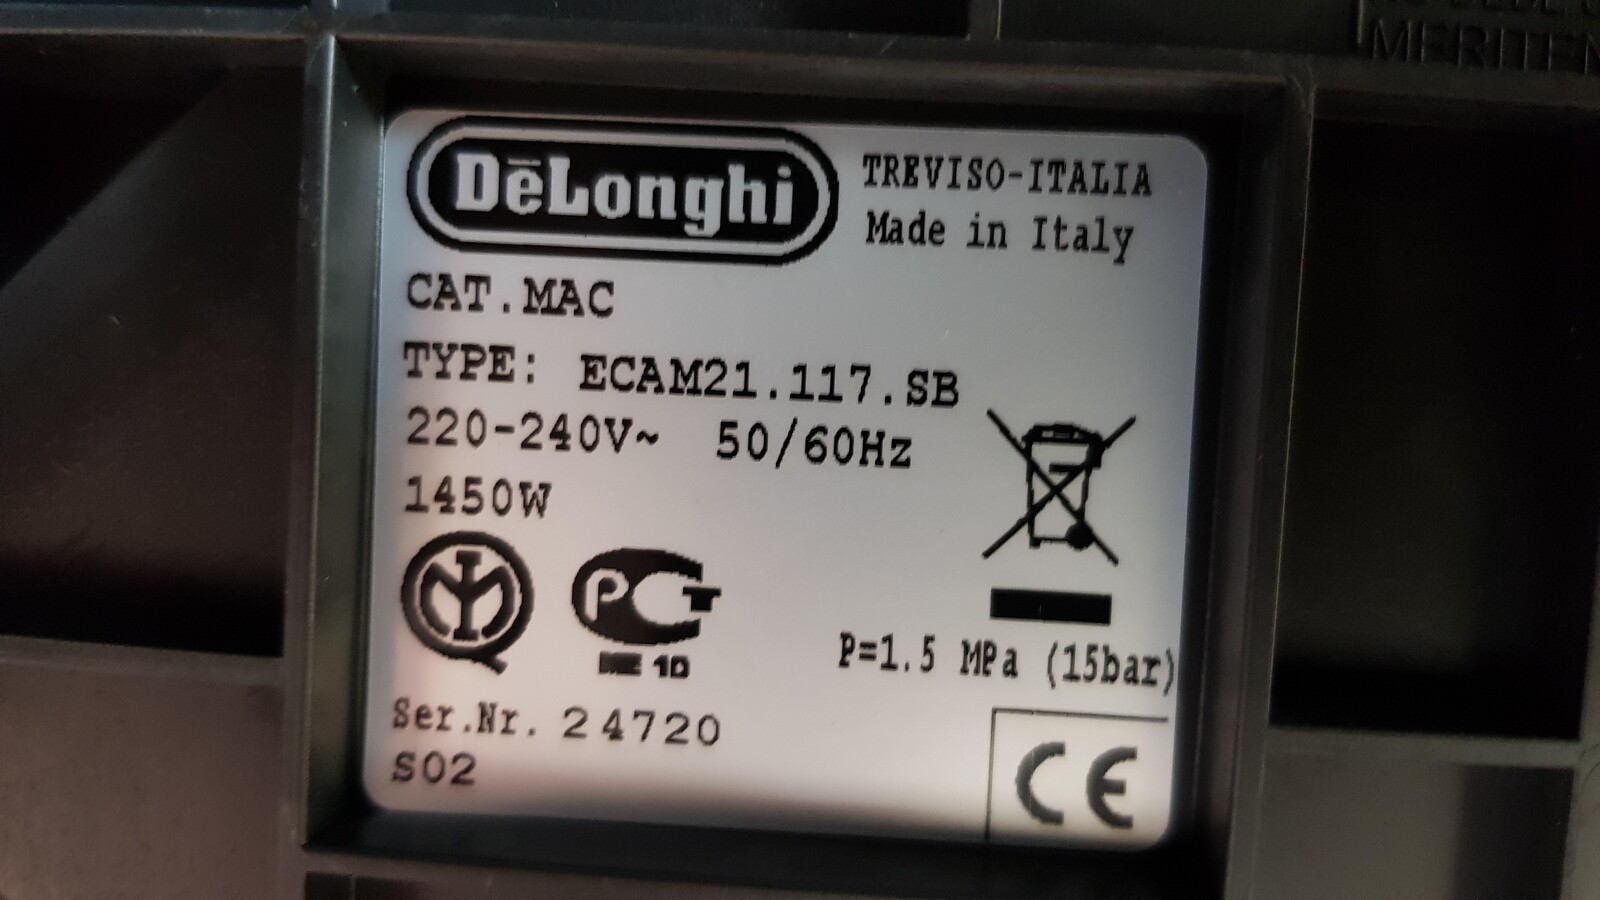 DēLonghi
TREVISO-ITALIA
Made in Italy
CAT.MAC
TYPE: ECAM21.117.SB
220-240V~ 50/60Hz
1450W
P=1.5 MPa (15bar)
Ser.Nr. 24720
S02
CE